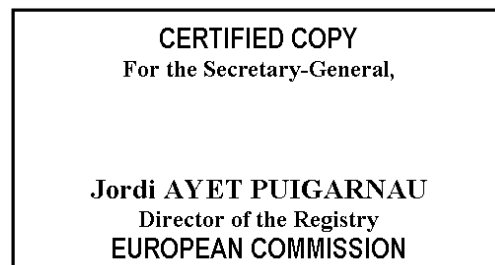 CERTIFIED COPY
For the Secretary-General,
Jordi AYET PUIGARNAU
Director of the Registry
EUROPEAN COMMISSION